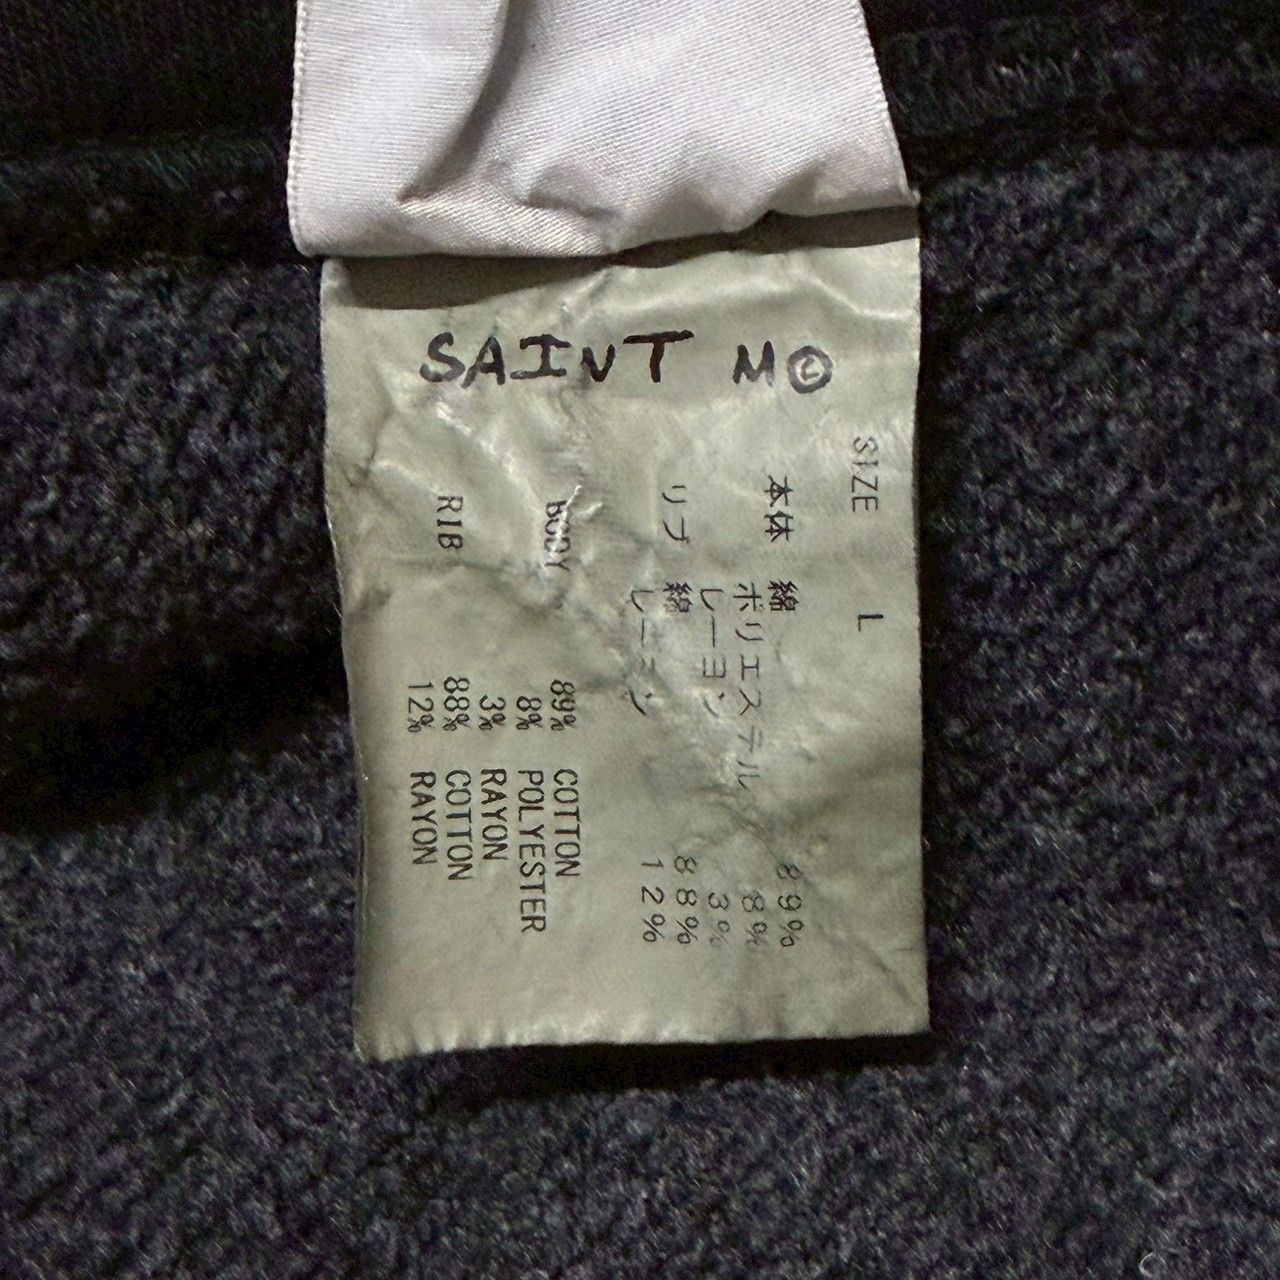 SAINT M©
SIZE L
本体 綿 89%
ポリエステル 8%
レーヨン 3%
リブ 綿 88%
レーヨン 12%
BODY 89% COTTON
8% POLYESTER
3% RAYON
RIB 88% COTTON
12% RAYON